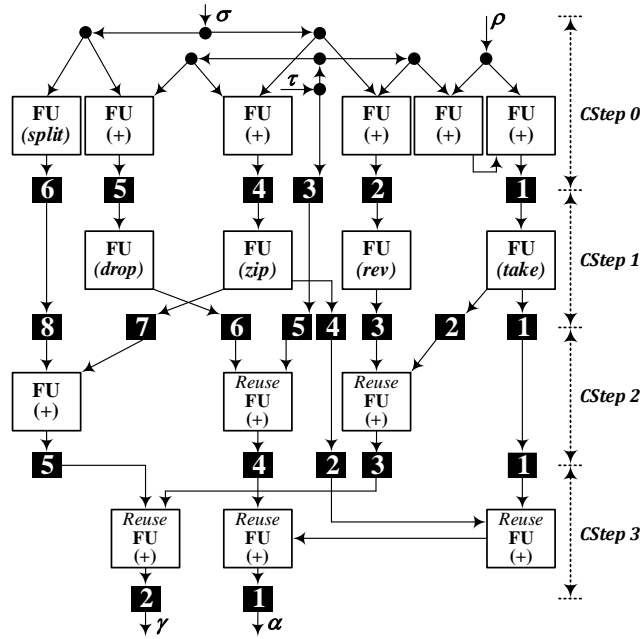 σ
ρ
τ
FU FU FU FU FU FU
(split) (+) (+) (+) (+) (+)
CStep 0
6 5 4 3 2 1
FU FU FU FU
(drop) (zip) (rev) (take)
CStep 1
8 7 6 5 4 3 2 1
FU
(+)
Reuse
FU
(+)
Reuse
FU
(+)
CStep 2
5 4 2 3 1
Reuse Reuse Reuse
FU FU FU
(+) (+) (+)
CStep 3
2 1
γ α